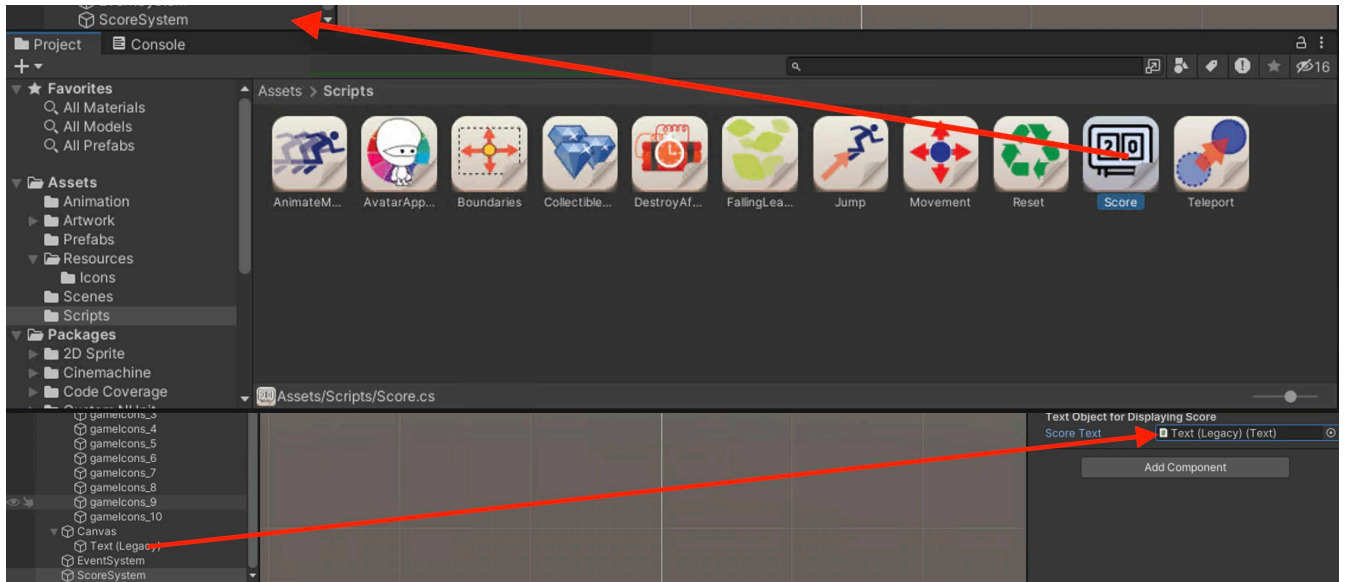 ScoreSystem
Project Console
16
Favorites
All Materials
All Models
All Prefabs
Assets
Animation
Artwork
Prefabs
Resources
Icons
Scenes
Scripts
Packages
2D Sprite
Cinemachine
Code Coverage
Assets > Scripts
20
AnimateM... AvatarApp... Boundaries Collectible... DestroyAf... FallingLea... Jump Movement Reset Score Teleport
Assets/Scripts/Score.cs
gameIcons_3
gameIcons_4
gameIcons_5
gameIcons_6
gameIcons_7
gameIcons_8
gameIcons_9
gameIcons_10
Canvas
Text (Legacy)
EventSystem
ScoreSystem
Text Object for Displaying Score
Score Text Text (Legacy) (Text)
Add Component